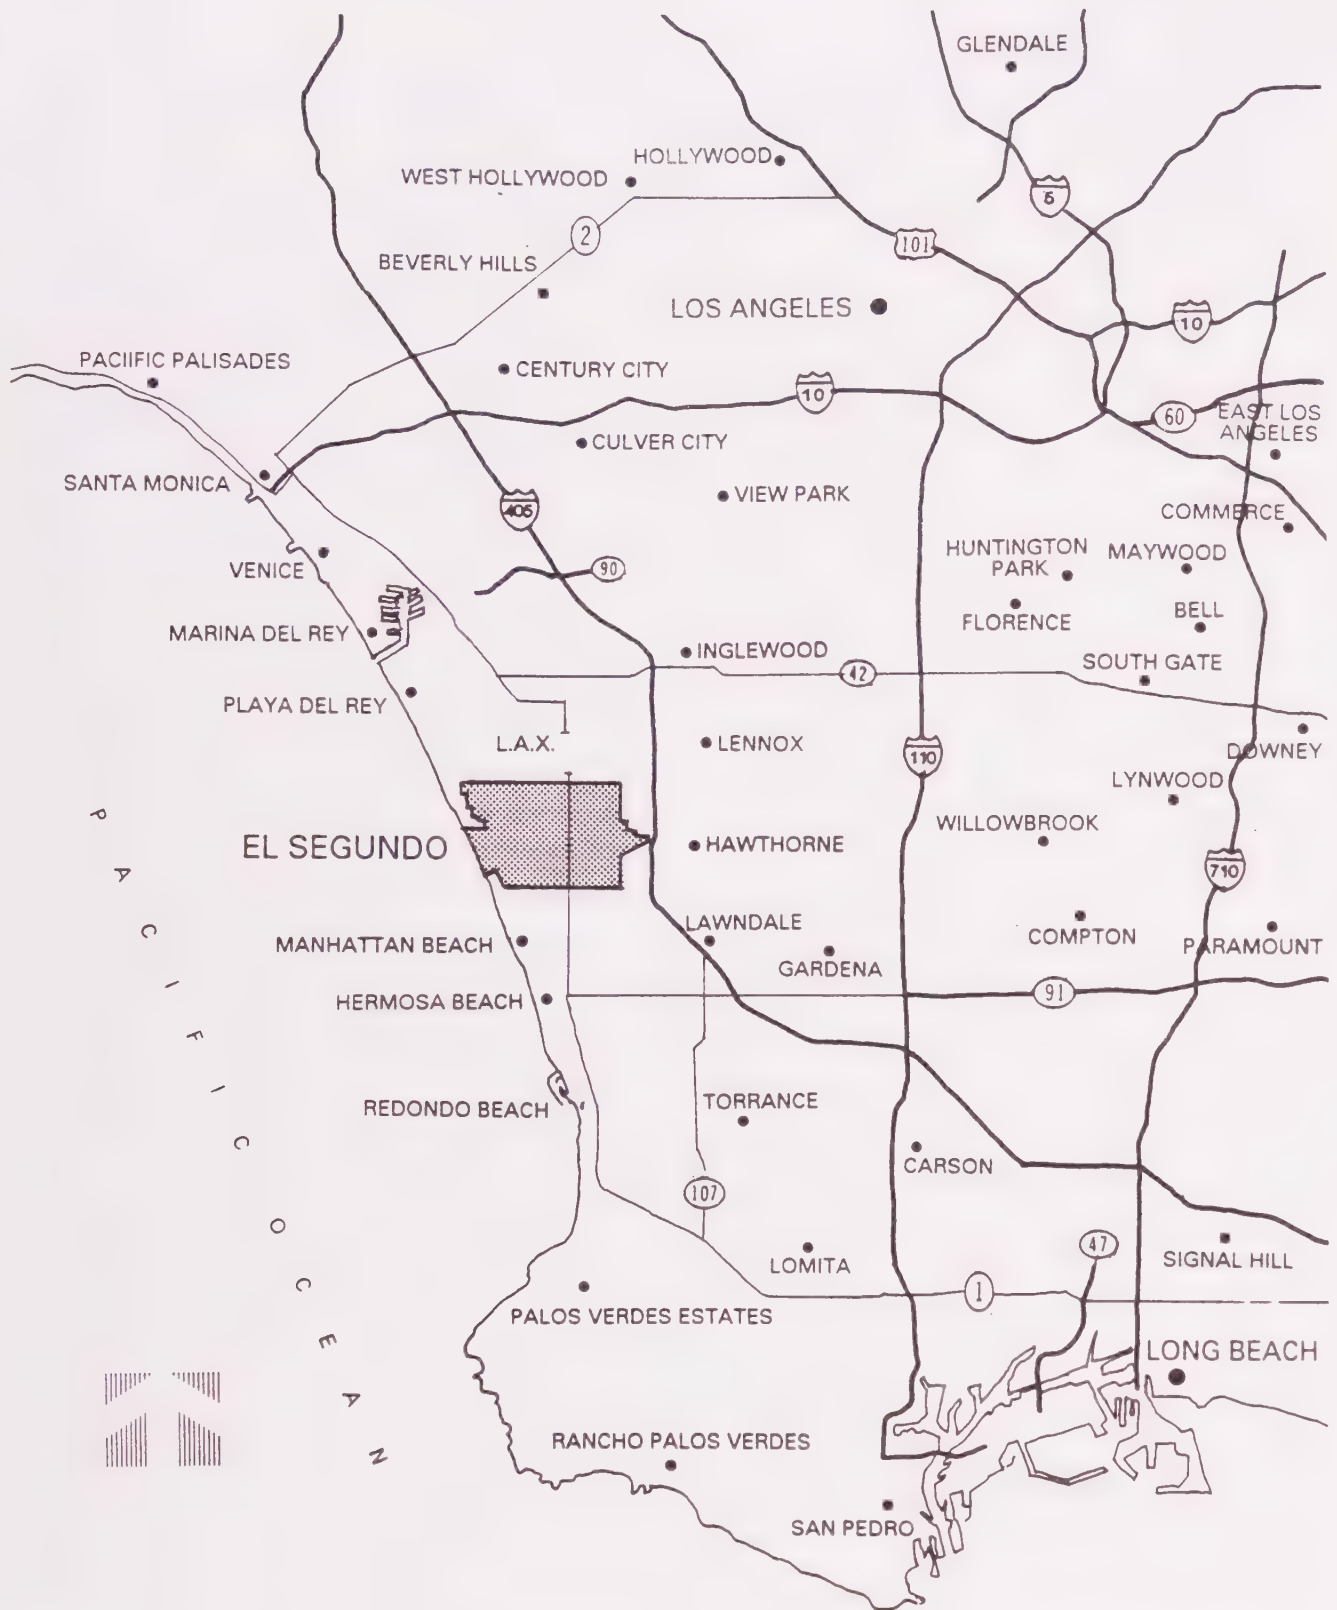 GLENDALE
HOLLYWOOD
WEST HOLLYWOOD
5
2
101
BEVERLY HILLS
LOS ANGELES
10
PACIIFIC PALISADES
CENTURY CITY
10
60
EAST LOS
ANGELES
CULVER CITY
SANTA MONICA
VIEW PARK
405
COMMERCE
HUNTINGTON
PARK
MAYWOOD
VENICE
90
FLORENCE
BELL
MARINA DEL REY
INGLEWOOD
42
SOUTH GATE
PLAYA DEL REY
L.A.X.
LENNOX
110
DOWNEY
LYNWOOD
EL SEGUNDO
HAWTHORNE
WILLOWBROOK
710
LAWNDALE
MANHATTAN BEACH
GARDENA
COMPTON
PARAMOUNT
HERMOSA BEACH
91
REDONDO BEACH
TORRANCE
CARSON
107
47
LOMITA
SIGNAL HILL
1
PALOS VERDES ESTATES
LONG BEACH
RANCHO PALOS VERDES
SAN PEDRO
PACIFIC OCEAN